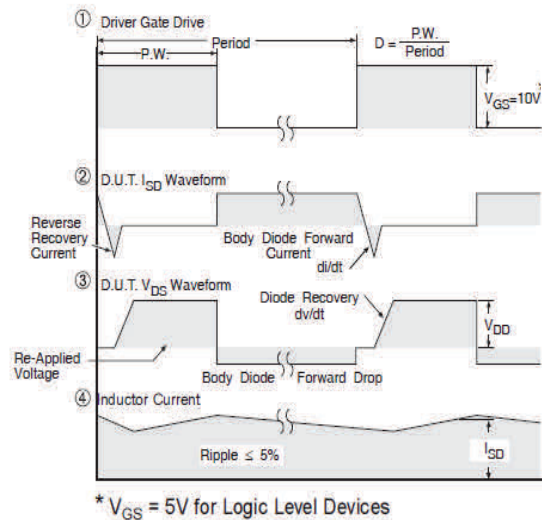 ① Driver Gate Drive
P.W.
Period
D = P.W.
Period
VGS=10V*
② D.U.T. ISD Waveform
Reverse
Recovery
Current
Body Diode Forward
Current
di/dt
③ D.U.T. VDS Waveform
Diode Recovery
dv/dt
Re-Applied
Voltage
VDD
Body Diode Forward Drop
④ Inductor Current
Ripple ≤ 5%
ISD
* VGS = 5V for Logic Level Devices